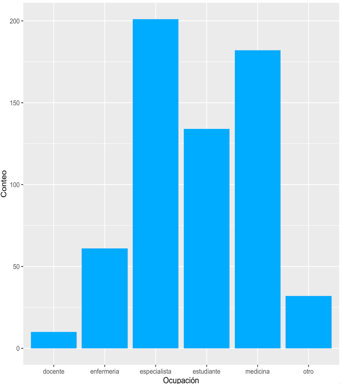 200
150
100
50
0
Conteo
docente enfermeria especialista estudiante medicina otro
Ocupación